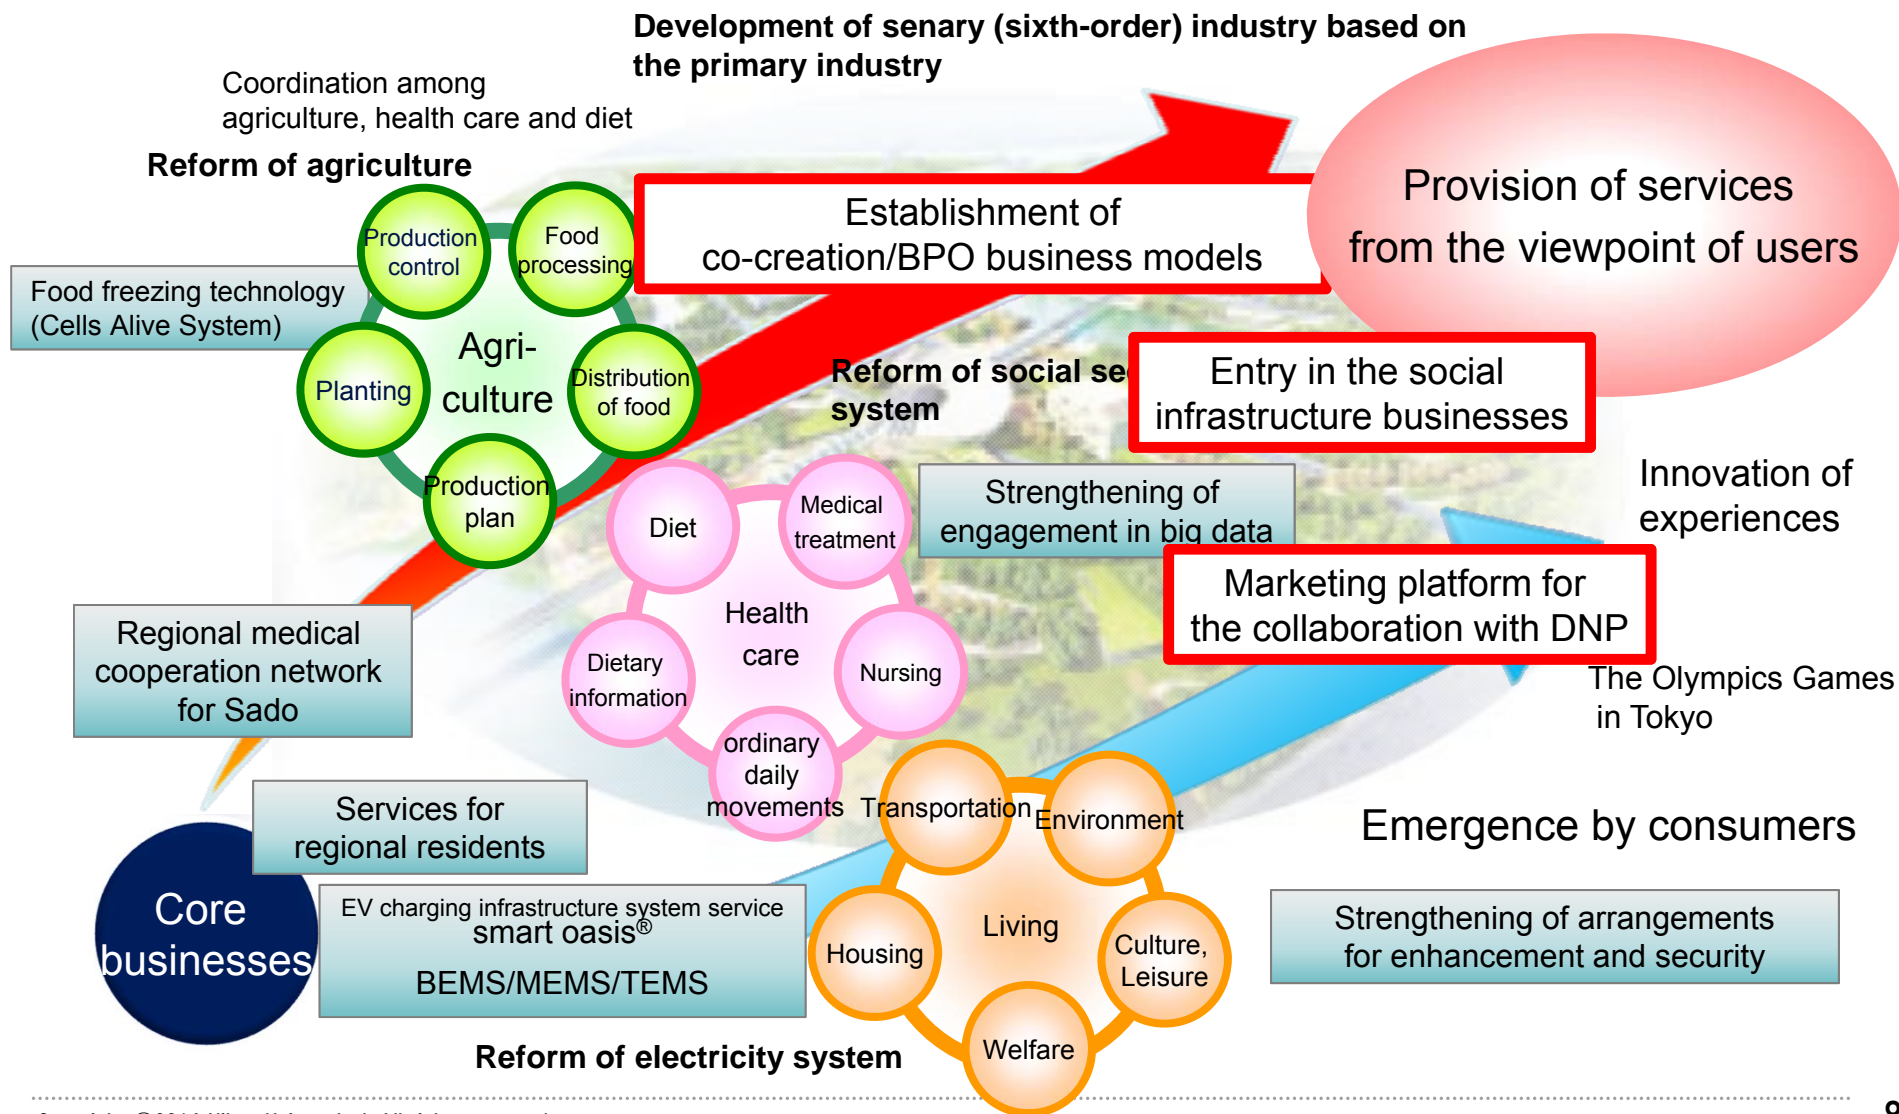 Development of senary (sixth-order) industry based on
the primary industry
Coordination among
agriculture, health care and diet
Reform of agriculture
Provision of services
from the viewpoint of users
Establishment of
co-creation/BPO business models
Production
control
Food
processing
Food freezing technology
(Cells Alive System)
Agri-
culture
Planting
Distribution
of food
Production
plan
Reform of social
system
Entry in the social
infrastructure businesses
Innovation of
experiences
Strengthening of
engagement in big data
Marketing platform for
the collaboration with DNP
Diet
Medical
treatment
Health
care
Dietary
information
Nursing
ordinary
daily
movements
Regional medical
cooperation network
for Sado
The Olympics Games
in Tokyo
Services for
regional residents
Transportation
Environment
Emergence by consumers
Core
businesses
EV charging infrastructure system service
smart oasis®
BEMS/MEMS/TEMS
Living
Housing
Culture,
Leisure
Welfare
Strengthening of arrangements
for enhancement and security
Reform of electricity system